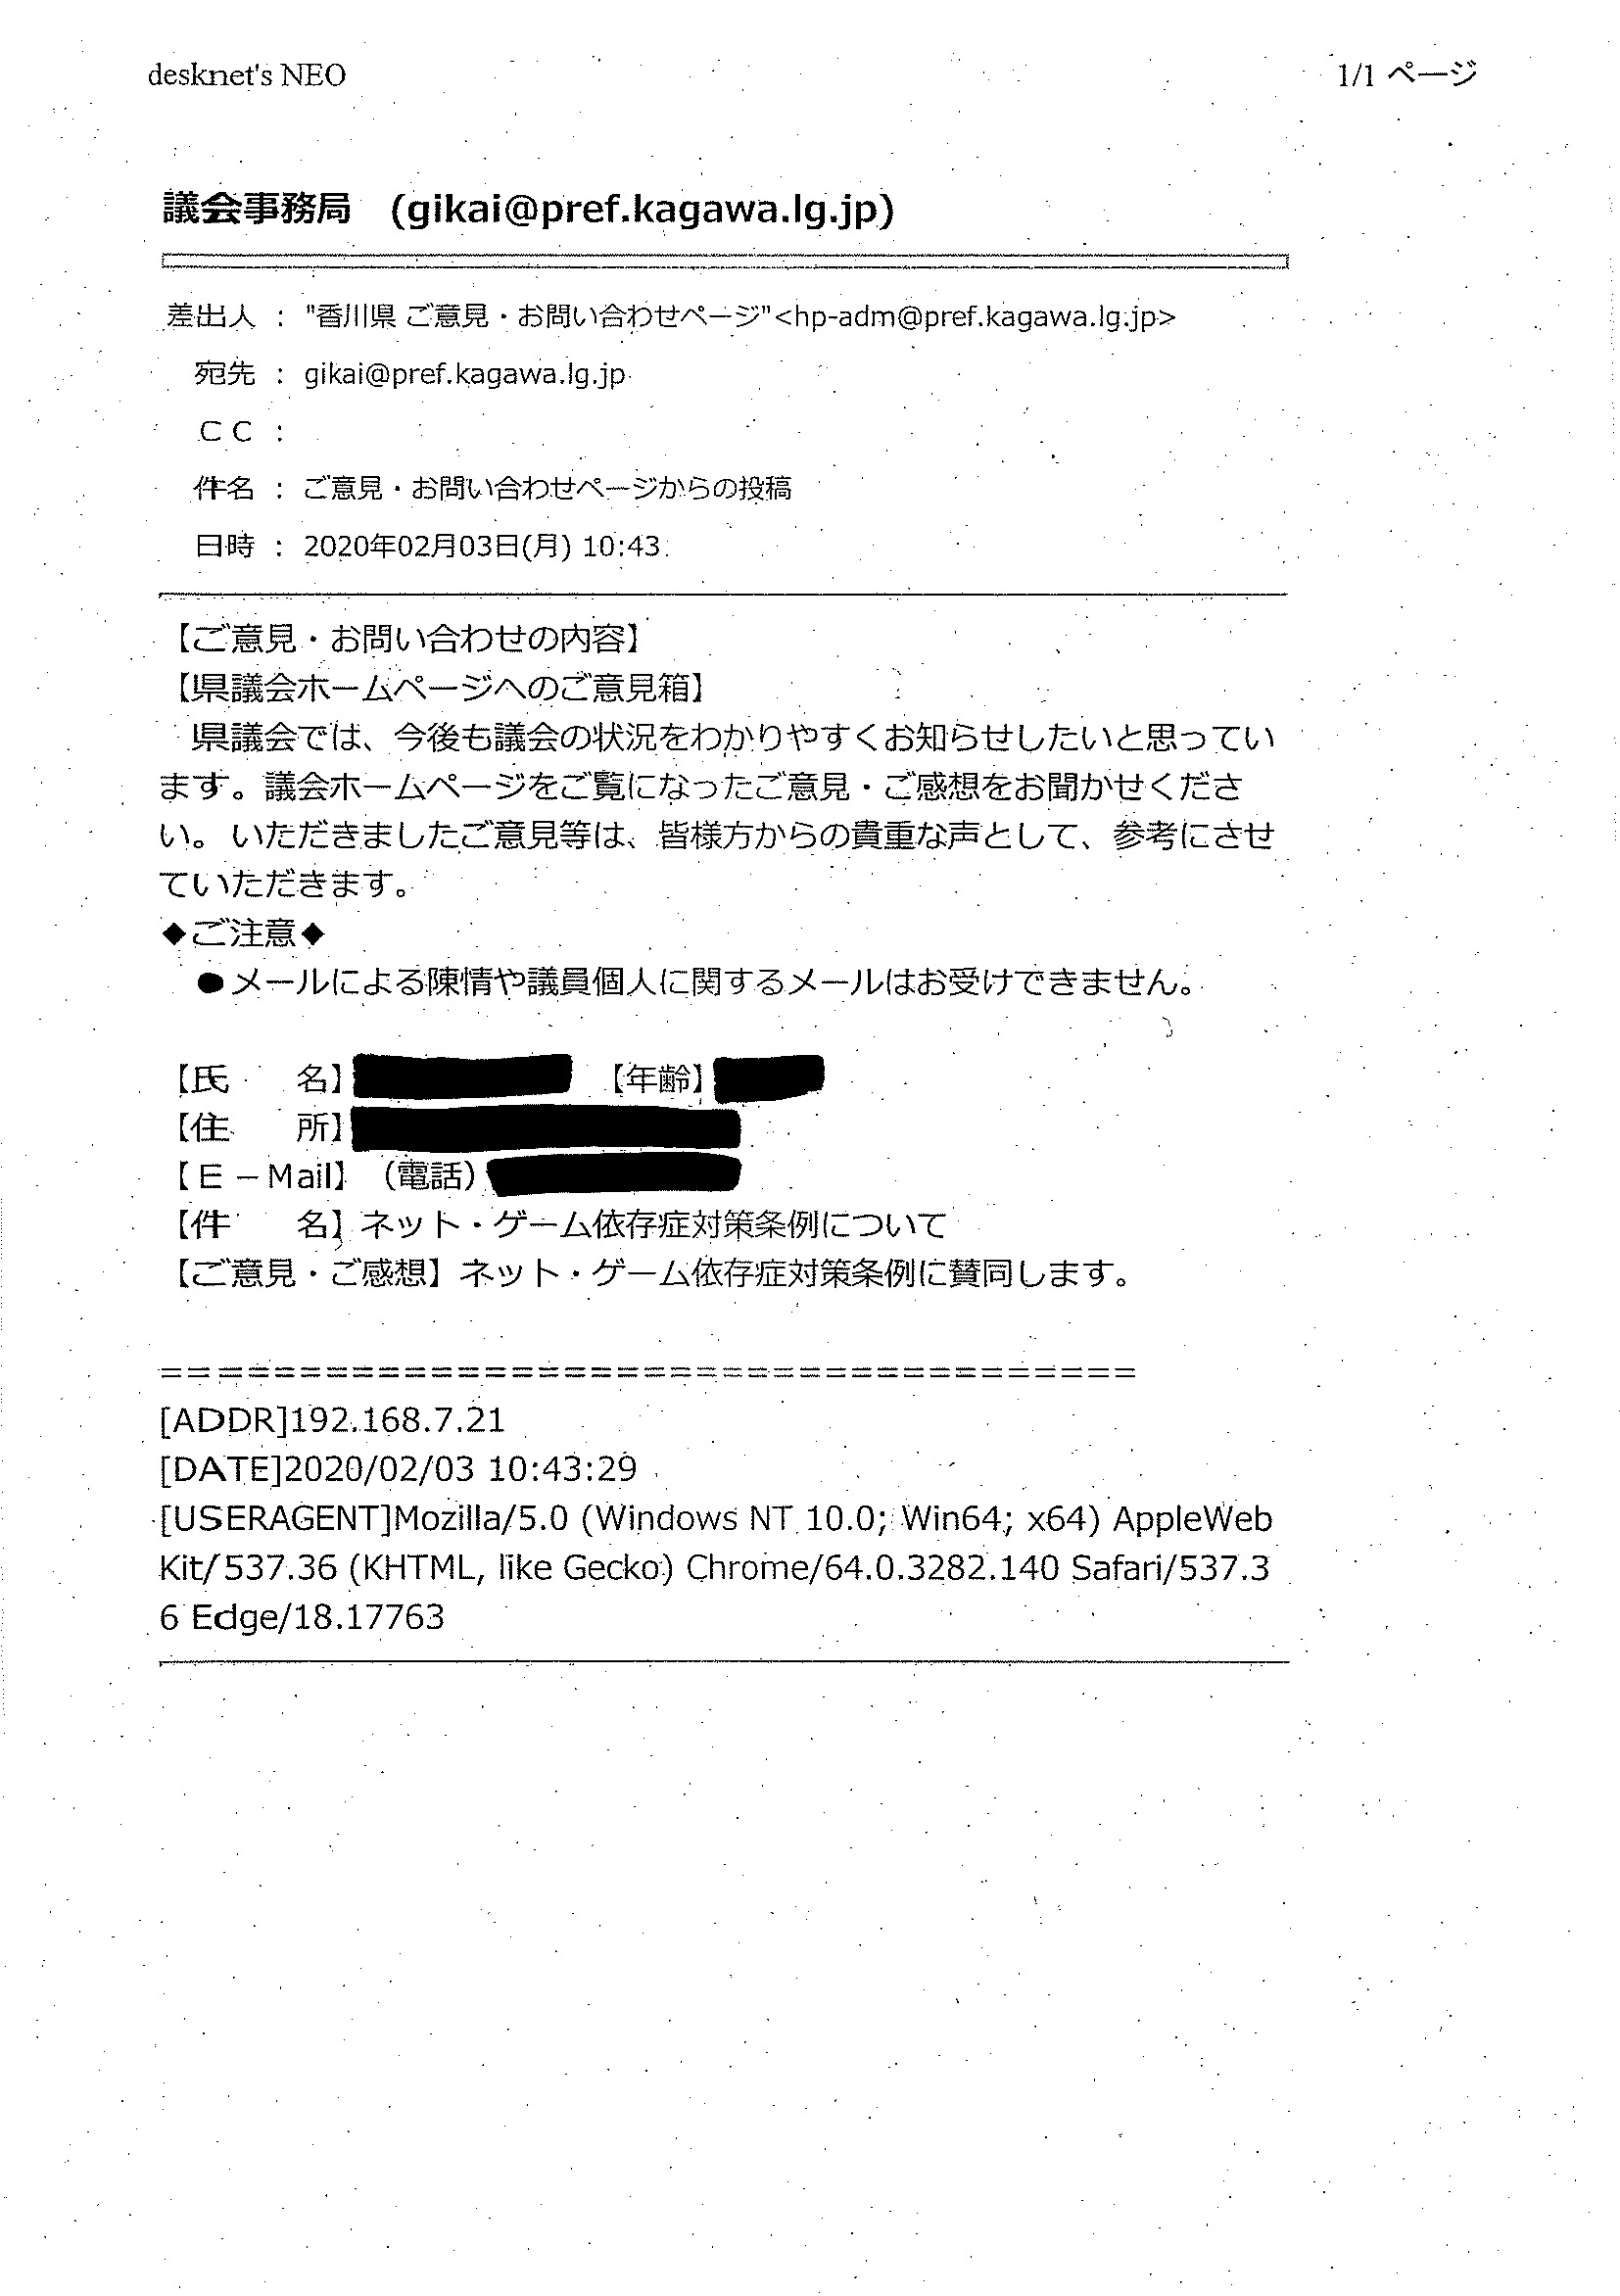 desknet's NEO
1/1 ページ
議会事務局 (gikai@pref.kagawa.lg.jp)
差出人 : "香川県 ご意見・お問い合わせページ"<hp-adm@pref.kagawa.lg.jp>
宛先 : gikai@pref.kagawa.lg.jp
ＣＣ :
件名 : ご意見・お問い合わせページからの投稿
日時 : 2020年02月03日(月) 10:43
【ご意見・お問い合わせの内容】
【県議会ホームページへのご意見箱】
　県議会では、今後も議会の状況をわかりやすくお知らせしたいと思ってい
ます。議会ホームページをご覧になったご意見・ご感想をお聞かせくださ
い。いただきましたご意見等は、皆様方からの貴重な声として、参考にさせ
ていただきます。
◆ご注意◆
　●メールによる陳情や議員個人に関するメールはお受けできません。
【氏　　名】　【年齢】
【住　　所】
【Ｅ－Mail】（電話）
【件　　名】ネット・ゲーム依存症対策条例について
【ご意見・ご感想】ネット・ゲーム依存症対策条例に賛同します。
=====================================
[ADDR]192.168.7.21
[DATE]2020/02/03 10:43:29
[USERAGENT]Mozilla/5.0 (Windows NT 10.0; Win64; x64) AppleWeb
Kit/537.36 (KHTML, like Gecko) Chrome/64.0.3282.140 Safari/537.3
6 Edge/18.17763